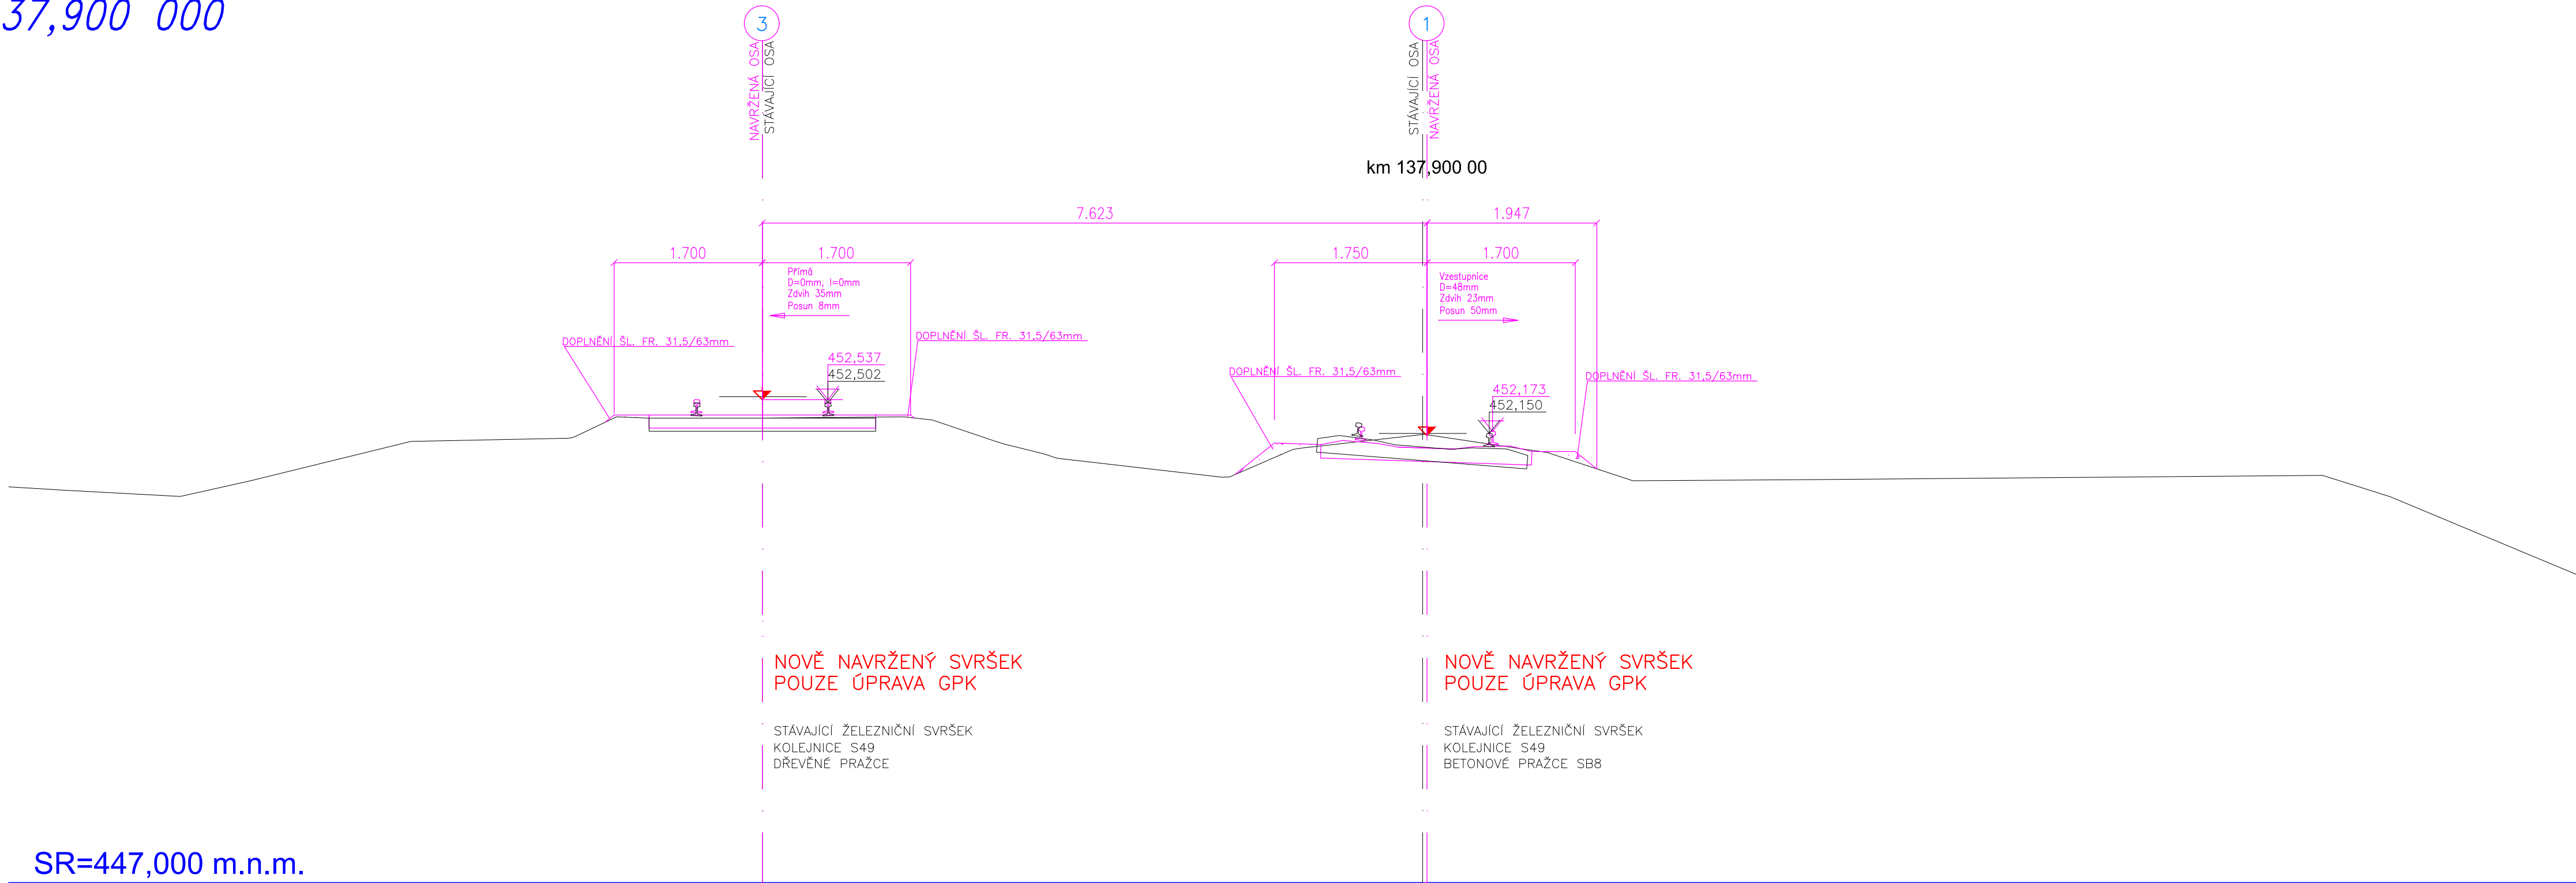 37,900 000
3
1
NAVRŽENÁ OSA
STÁVAJÍCÍ OSA
STÁVAJÍCÍ OSA
NAVRŽENÁ OSA
km 137,900 00
7.623
1.947
1.700
1.700
1.750
1.700
Přímá
D=0mm, I=0mm
Zdvih 35mm
Posun 8mm
Vzestupnice
D=48mm
Zdvih 23mm
Posun 50mm
DOPLNĚNÍ ŠL. FR. 31,5/63mm
DOPLNĚNÍ ŠL. FR. 31,5/63mm
452,537
452,502
DOPLNĚNÍ ŠL. FR. 31,5/63mm
DOPLNĚNÍ ŠL. FR. 31,5/63mm
452,173
452,150
NOVĚ NAVRŽENÝ SVRŠEK
POUZE ÚPRAVA GPK
STÁVAJÍCÍ ŽELEZNIČNÍ SVRŠEK
KOLEJNICE S49
DŘEVĚNÉ PRAŽCE
NOVĚ NAVRŽENÝ SVRŠEK
POUZE ÚPRAVA GPK
STÁVAJÍCÍ ŽELEZNIČNÍ SVRŠEK
KOLEJNICE S49
BETONOVÉ PRAŽCE SB8
SR=447,000 m.n.m.